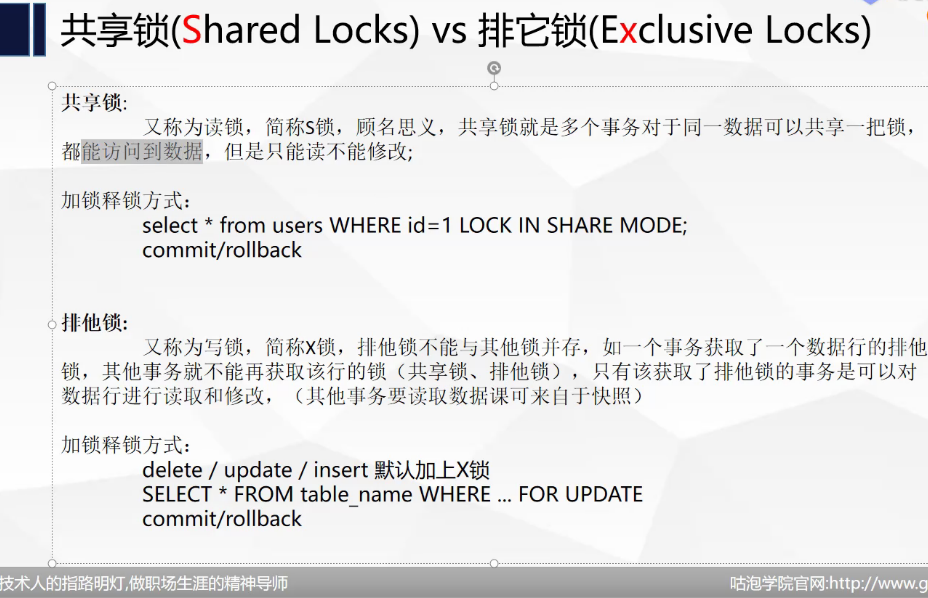 共享锁(Shared Locks) vs 排它锁(Exclusive Locks)
共享锁:
又称为读锁，简称S锁，顾名思义，共享锁就是多个事务对于同一数据可以共享一把锁，
都能访问到数据，但是只能读不能修改;
加锁释锁方式：
select * from users WHERE id=1 LOCK IN SHARE MODE;
commit/rollback
排他锁:
又称为写锁，简称X锁，排他锁不能与其他锁并存，如一个事务获取了一个数据行的排他
锁，其他事务就不能再获取该行的锁（共享锁、排他锁），只有该获取了排他锁的事务是可以对
数据行进行读取和修改，（其他事务要读取数据课可来自于快照）
加锁释锁方式：
delete / update / insert 默认加上X锁
SELECT * FROM table_name WHERE ... FOR UPDATE
commit/rollback
技术人的指路明灯,做职场生涯的精神导师
咕泡学院官网:http://www.g